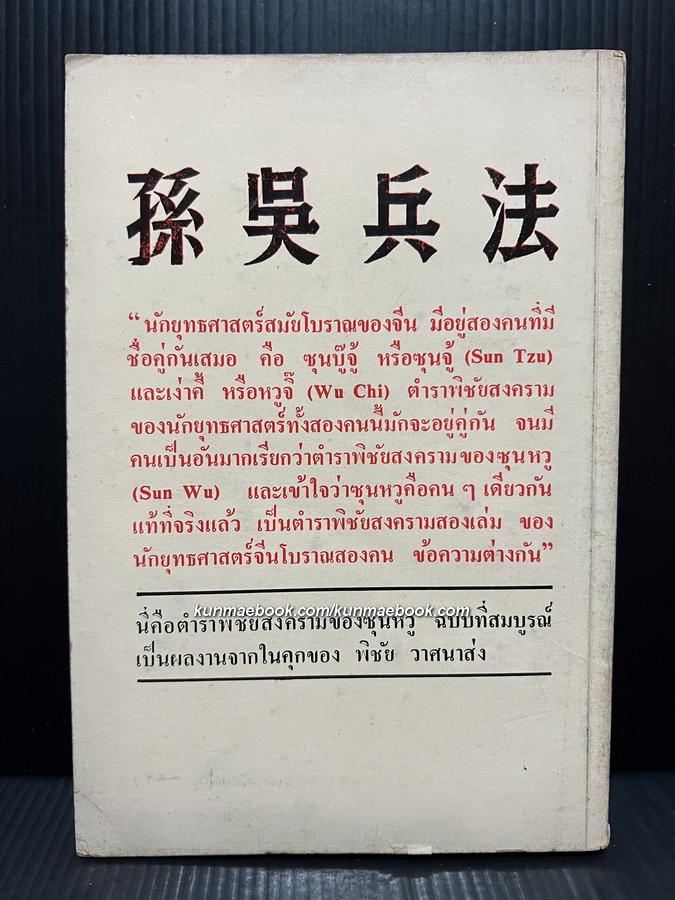 孫吳兵法
“นักยุทธศาสตร์สมัยโบราณของจีน มีอยู่สองคนที่มี
ชื่อคู่กันเสมอ คือ ซุนบู๊จู้ หรือซุนจู้ (Sun Tzu)
และเง่าคี้ หรือหวูจี๊ (Wu Chi) ตำราพิชัยสงคราม
ของนักยุทธศาสตร์ทั้งสองคนนี้มักจะอยู่คู่กัน จนมี
คนเป็นอันมากเรียกว่าตำราพิชัยสงครามของซุนหวู
(Sun Wu) และเข้าใจว่าซุนหวูคือคน ๆ เดียวกัน
แท้ที่จริงแล้ว เป็นตำราพิชัยสงครามสองเล่ม ของ
นักยุทธศาสตร์จีนโบราณสองคน ข้อความต่างกัน”
kunmaebook.com/kunmaebook.com
นี่คือตำราพิชัยสงครามของซุนหวู ฉบับที่สมบูรณ์
เป็นผลงานจากในคุกของ พิชัย วาศนาส่ง